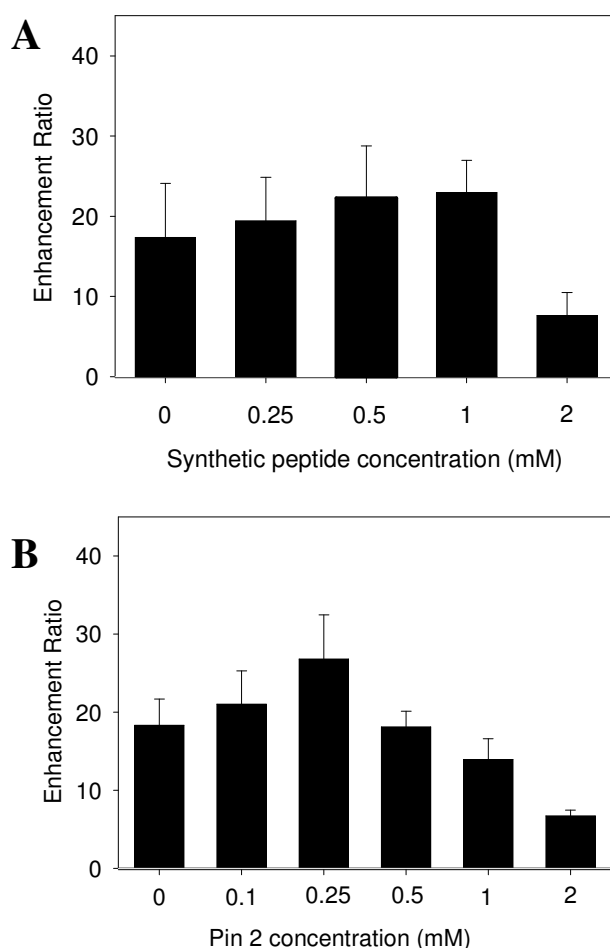 A
40
30
20
10
0
Enhancement Ratio
0 0.25 0.5 1 2
Synthetic peptide concentration (mM)
B
40
30
20
10
0
Enhancement Ratio
0 0.1 0.25 0.5 1 2
Pin 2 concentration (mM)